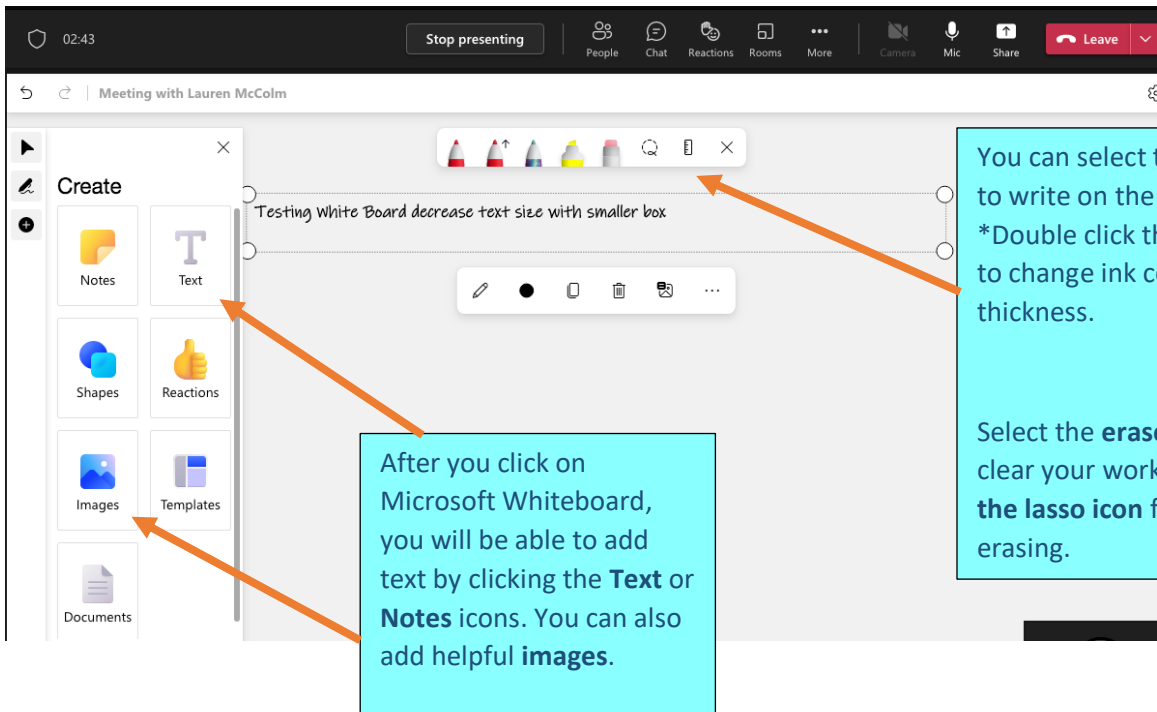 02:43
Stop presenting
People
Chat
Reactions
Rooms
More
Camera
Mic
Share
Leave
Meeting with Lauren McColm
Create
Notes
Text
Shapes
Reactions
Images
Templates
Documents
Testing White Board decrease text size with smaller box
You can select
to write on the
*Double click
to change ink
thickness.
Select the
clear your
the lasso icon
erasing.
After you click on
Microsoft Whiteboard,
you will be able to add
text by clicking the Text or
Notes icons. You can also
add helpful images.